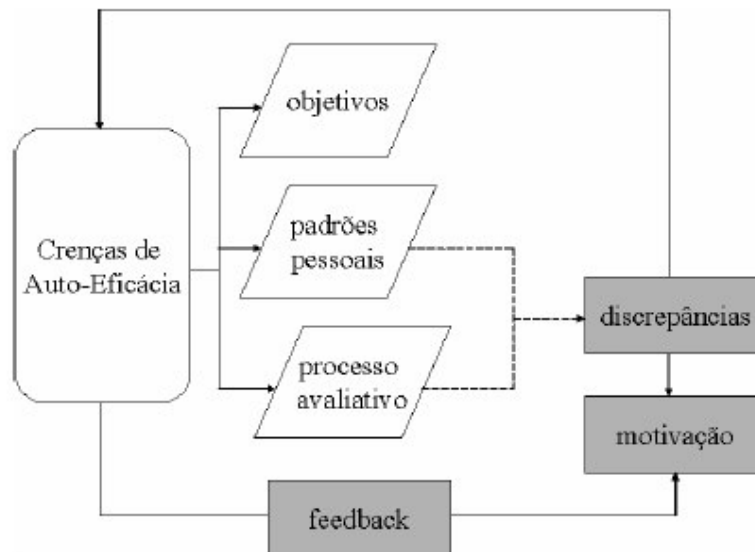 objetivos
Crenças de
Auto-Eficácia
padrões
pessoais
processo
avaliativo
discrepâncias
motivação
feedback